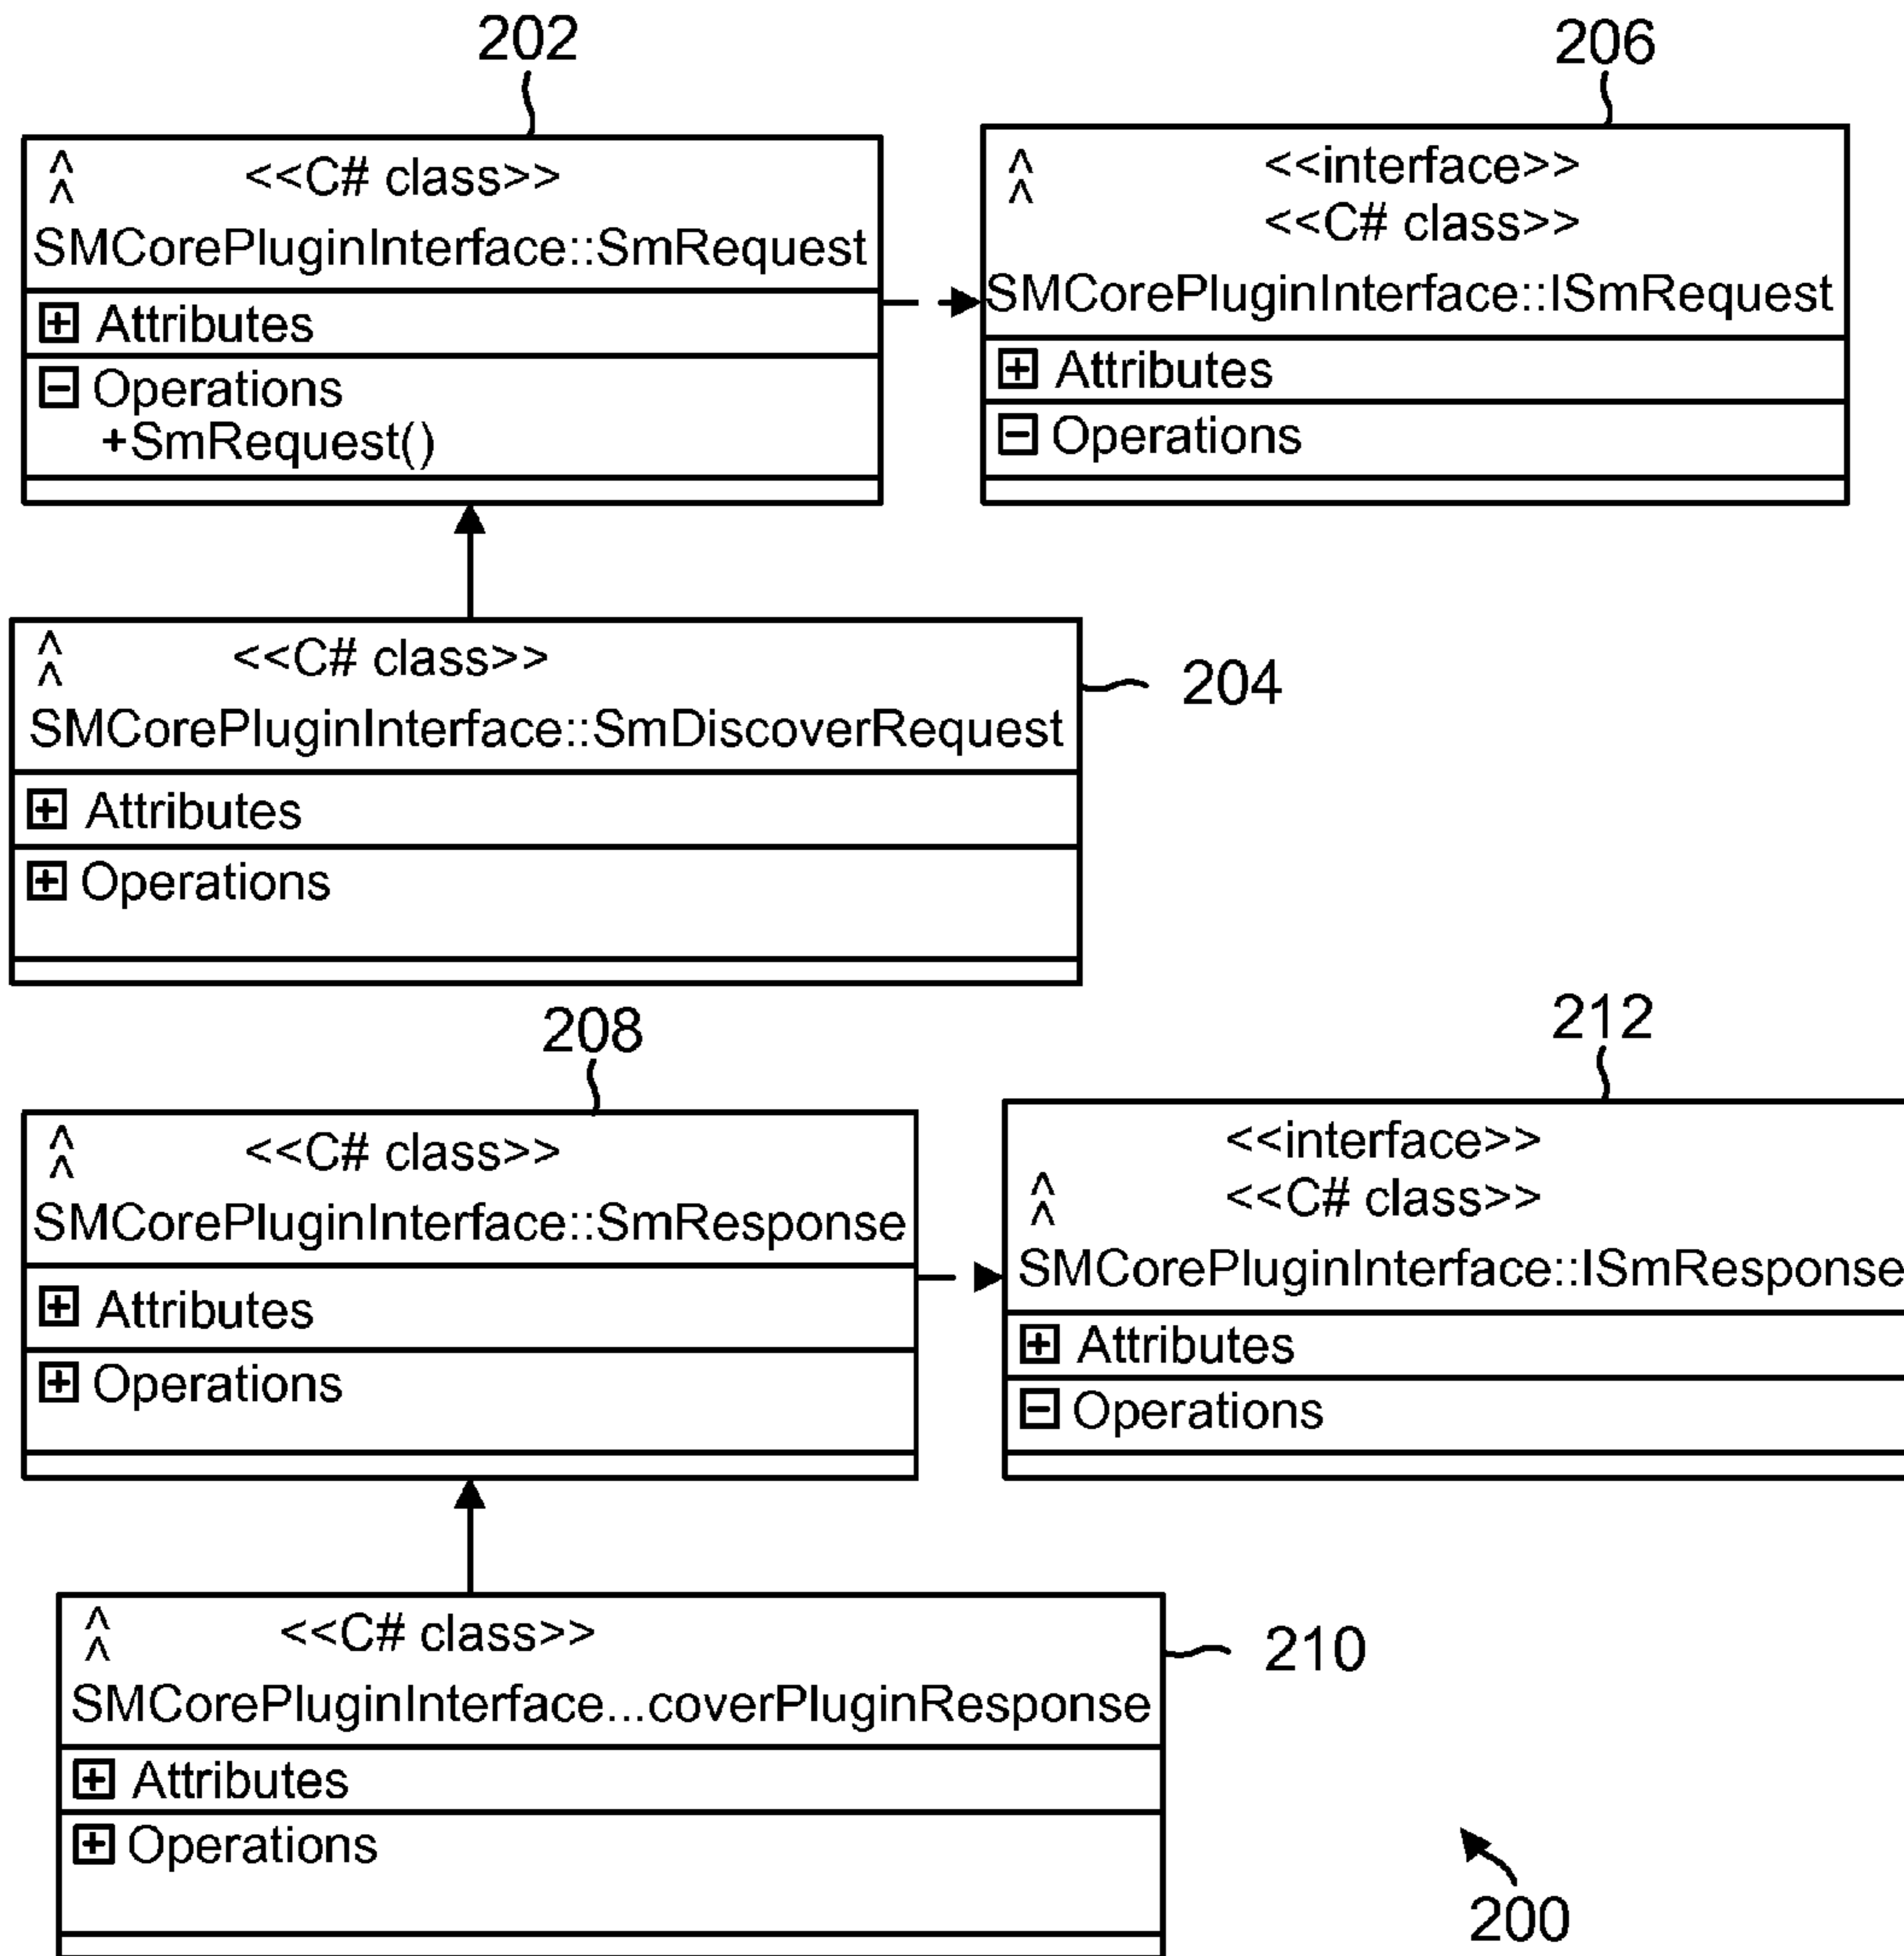 202
206
<<C# class>>
SMCorePluginInterface::SmRequest
+ Attributes
- Operations
+SmRequest()
<<interface>>
<<C# class>>
SMCorePluginInterface::ISmRequest
+ Attributes
- Operations
<<C# class>>
SMCorePluginInterface::SmDiscoverRequest
+ Attributes
+ Operations
204
208
212
<<C# class>>
SMCorePluginInterface::SmResponse
+ Attributes
+ Operations
<<interface>>
<<C# class>>
SMCorePluginInterface::ISmResponse
+ Attributes
- Operations
<<C# class>>
SMCorePluginInterface...coverPluginResponse
+ Attributes
+ Operations
210
200